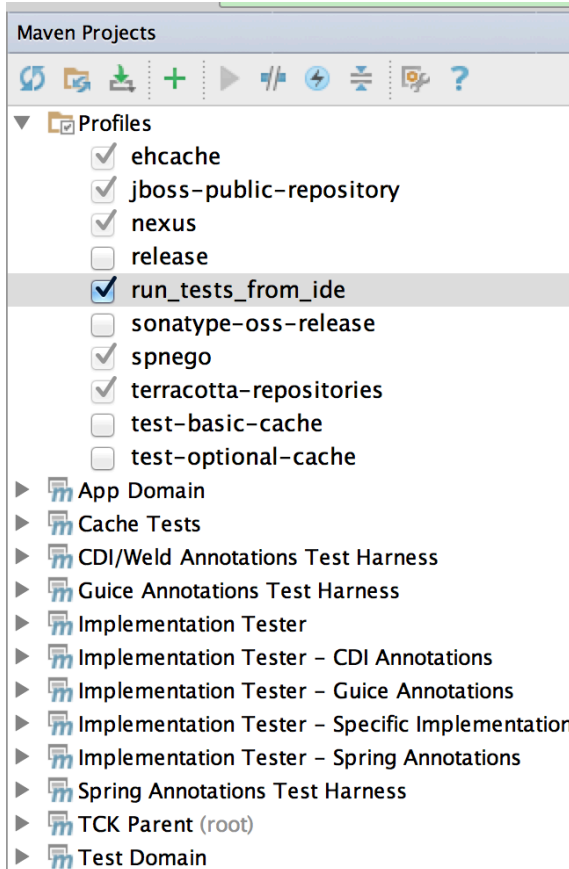 Maven Projects
Profiles
ehcache
jboss-public-repository
nexus
release
run_tests_from_ide
sonatype-oss-release
spnego
terracotta-repositories
test-basic-cache
test-optional-cache
App Domain
Cache Tests
CDI/Weld Annotations Test Harness
Guice Annotations Test Harness
Implementation Tester
Implementation Tester - CDI Annotations
Implementation Tester - Guice Annotations
Implementation Tester - Specific Implementation
Implementation Tester - Spring Annotations
Spring Annotations Test Harness
TCK Parent (root)
Test Domain